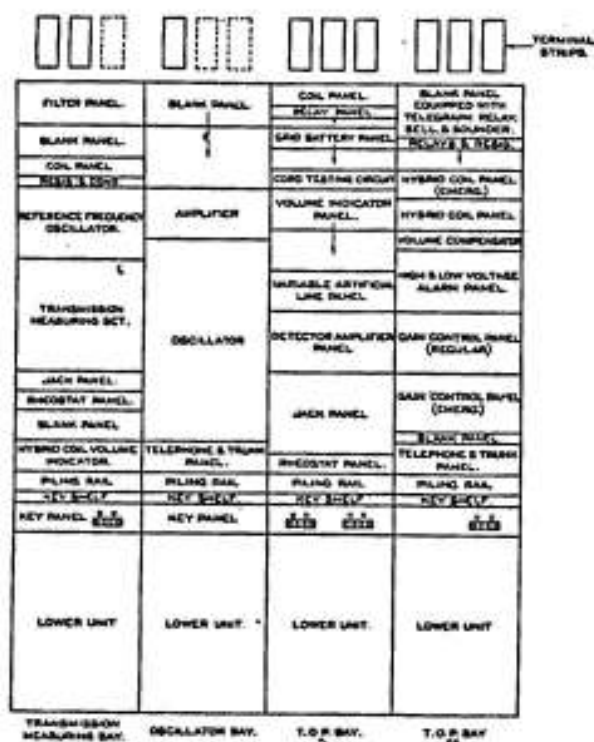 TERMINAL
STRIPS.
FILTER PANEL.
BLANK PANEL.
COIL PANEL
REFERENCE FREQUENCY
OSCILLATOR.
TRANSMISSION
MEASURING SET.
JACK PANEL.
RHEOSTAT PANEL.
BLANK PANEL
HYBRID COIL VOLUME
INDICATOR.
PILING RAIL
KEY SHELF
KEY PANEL
LOWER UNIT
TRANSMISSION
MEASURING BAY.
BLANK PANEL
AMPLIFIER
OSCILLATOR
TELEPHONE & TRUNK
PANEL.
PILING RAIL
KEY SHELF.
KEY PANEL
LOWER UNIT.
OSCILLATOR BAY.
COIL PANEL.
RELAY PANEL
GRID BATTERY PANEL
CORD TESTING CIRCUIT
VOLUME INDICATOR
PANEL.
VARIABLE ARTIFICIAL
LINE PANEL
DETECTOR AMPLIFIER
PANEL
JACK PANEL
RHEOSTAT PANEL.
PILING RAIL
KEY SHELF
LOWER UNIT.
T.O.P. BAY.
BLANK PANEL
EQUIPPED WITH
TELEGRAPH RELAY,
BELL & SOUNDER.
RELAYS & RESIS.
HYBRID COIL PANEL
(EMERG.)
HYBRID COIL PANEL
VOLUME COMPENSATOR
HIGH & LOW VOLTAGE
ALARM PANEL.
GAIN CONTROL PANEL
(REGULAR)
GAIN CONTROL PANEL
(EMERG.)
BLANK PANEL
TELEPHONE & TRUNK
PANEL.
PILING RAIL
KEY SHELF
LOWER UNIT
T.O.P. BAY